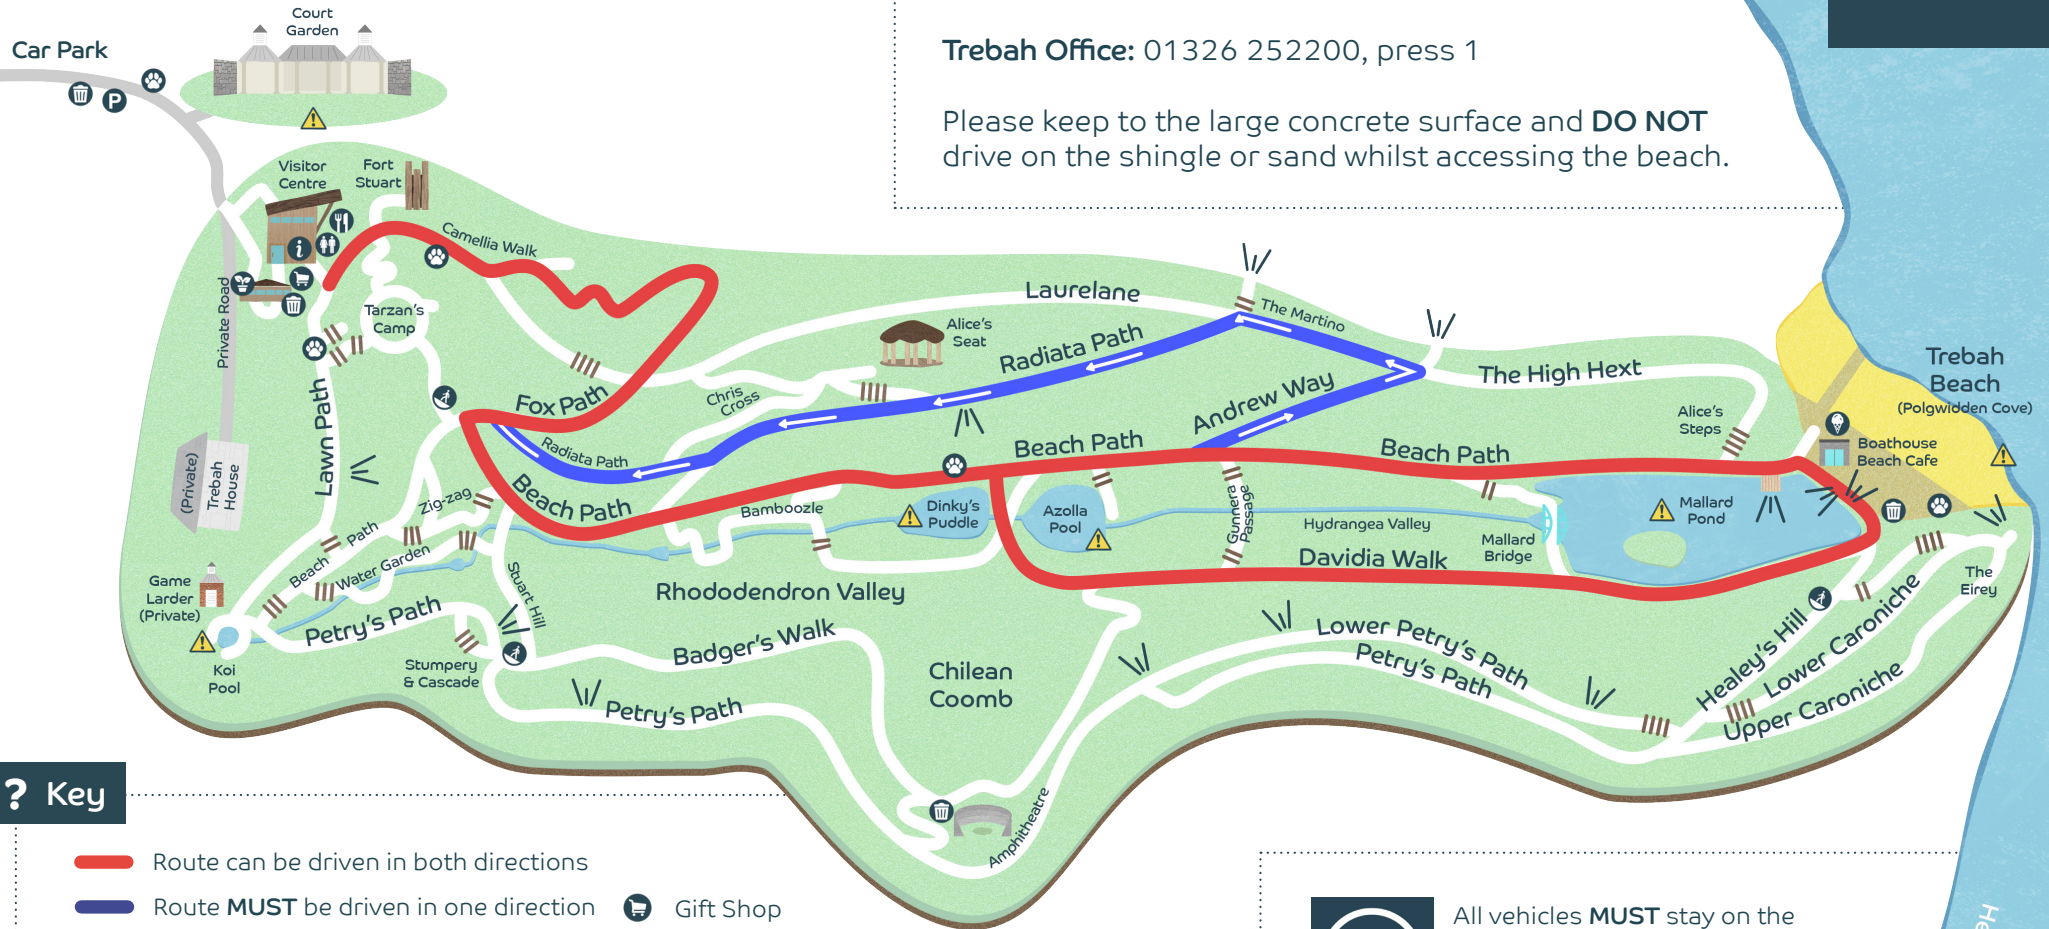 Court
Garden
Car Park
P
Trebah Office: 01326 252200, press 1
Please keep to the large concrete surface and DO NOT
drive on the shingle or sand whilst accessing the beach.
Visitor
Centre
Fort
Stuart
i
Camellia Walk
Private Road
Tarzan's
Camp
Laurelane
The Martino
Alice's
Seat
Radiata Path
Andrew Way
The High Hext
Trebah
Beach
(Polgwidden Cove)
Chris
Cross
Fox Path
Lawn Path
(Private)
Trebah
House
Radiata Path
Beach Path
Beach Path
Beach Path
Alice's
Steps
Boathouse
Beach Cafe
Zig-zag
Bamboozle
Dinky's
Puddle
Azolla
Pool
Gunnera
Passage
Hydrangea Valley
Mallard
Bridge
Mallard
Pond
Beach Path
Water Garden
Davidia Walk
Game
Larder
(Private)
Stuart Hill
Rhododendron Valley
The
Eirey
Petry's Path
Koi
Pool
Stumpery
& Cascade
Badger's Walk
Petry's Path
Chilean
Coomb
Lower Petry's Path
Petry's Path
Healey's Hill
Lower Caroniche
Upper Caroniche
Amphitheatre
? Key
Route can be driven in both directions
Route MUST be driven in one direction
Gift Shop
All vehicles MUST stay on the
He